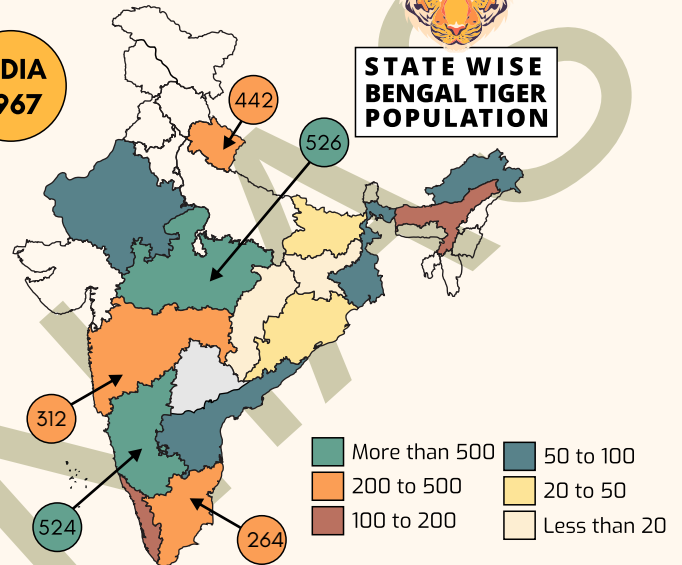 DIA
967
STATE WISE
BENGAL TIGER
POPULATION
442
526
312
524
264
More than 500
200 to 500
100 to 200
50 to 100
20 to 50
Less than 20